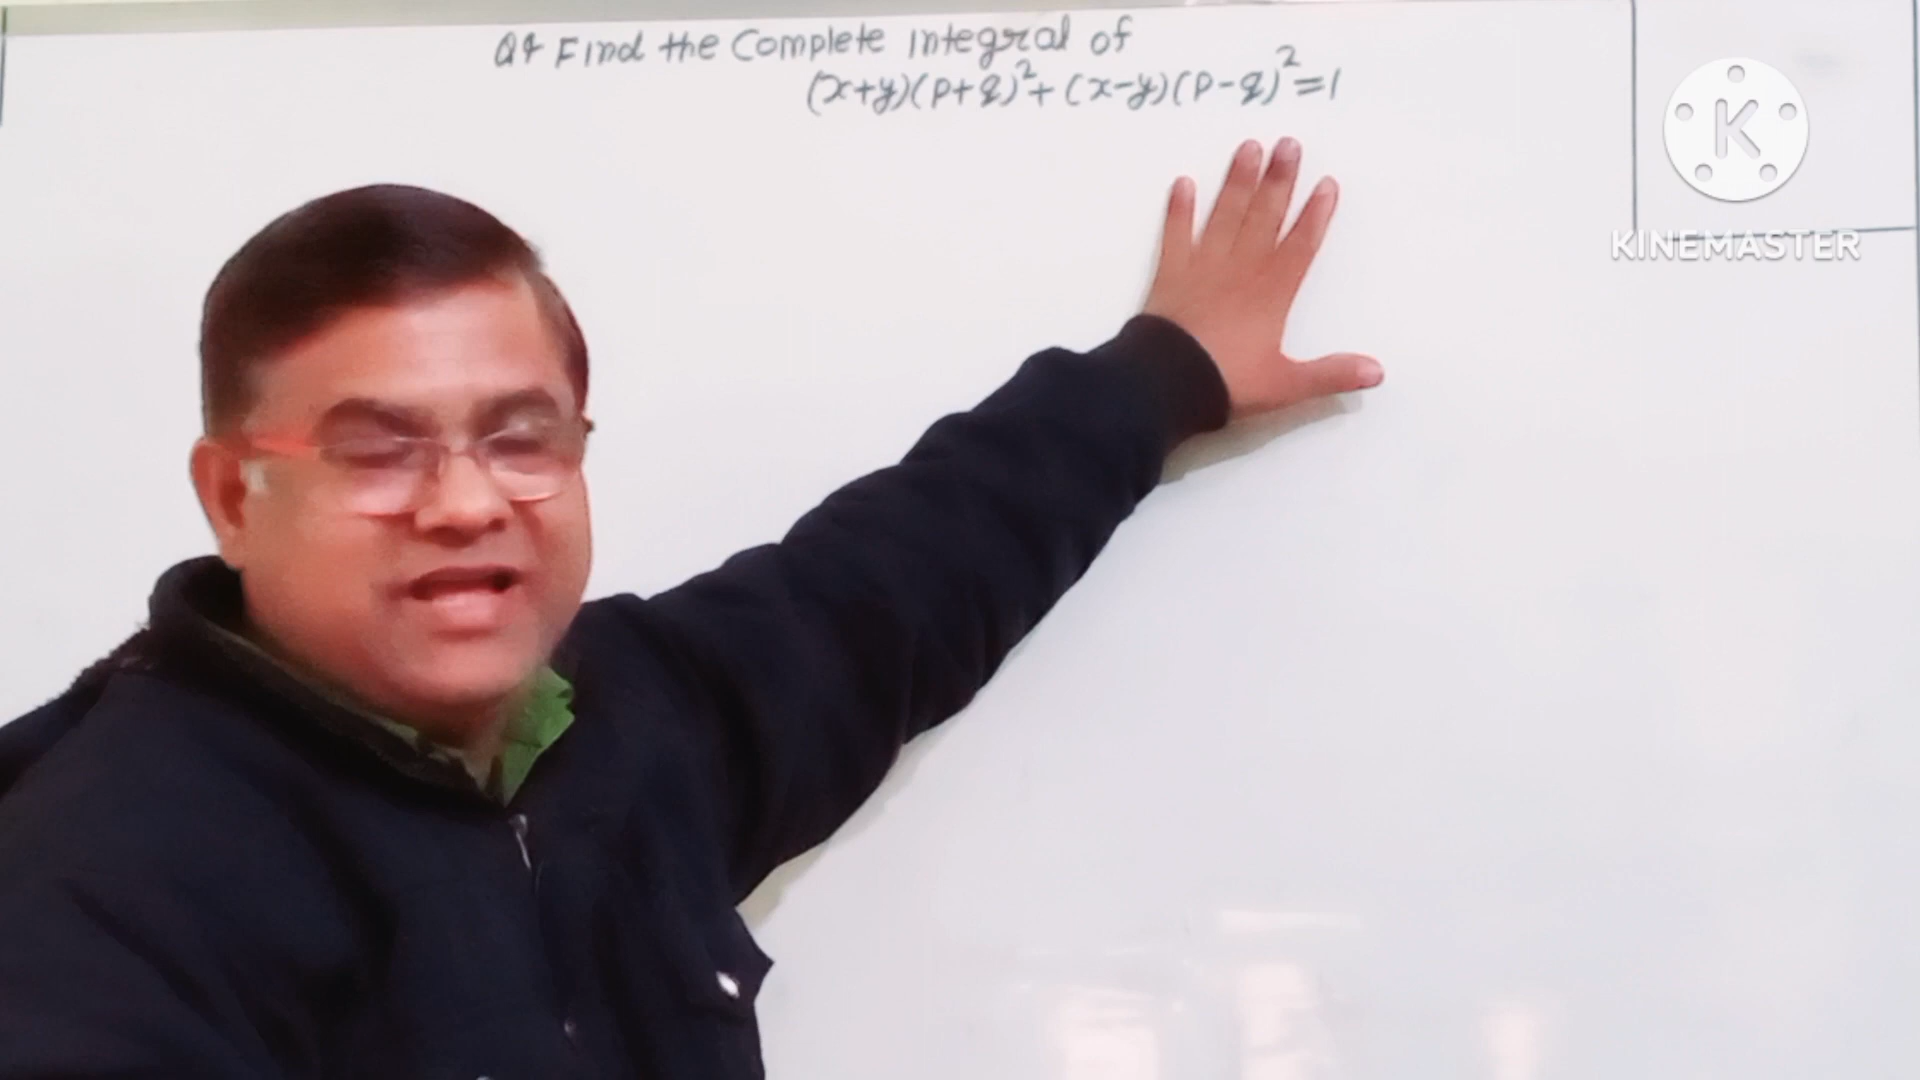 Q4 Find the Complete integral of
(x+y)(p+q)²+(x-y)(p-q)²=1
K
KINEMASTER